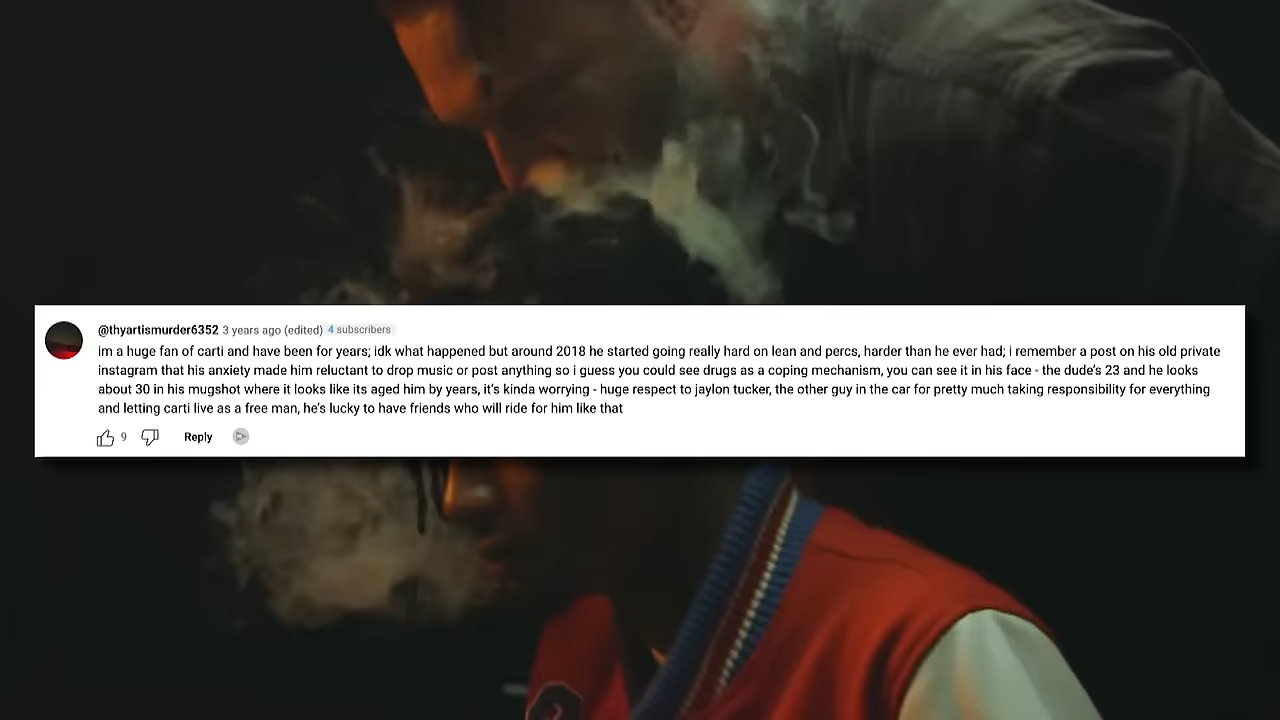 @thyartismurder6352 3 years ago (edited) 4 subscribers
im a huge fan of carti and have been for years; idk what happened but around 2018 he started going really hard on lean and percs, harder than he ever had; i remember a post on his old private
instagram that his anxiety made him reluctant to drop music or post anything so i guess you could see drugs as a coping mechanism, you can see it in his face - the dude's 23 and he looks
about 30 in his mugshot where it looks like its aged him by years, it's kinda worrying - huge respect to jaylon tucker, the other guy in the car for pretty much taking responsibility for everything
and letting carti live as a free man, he's lucky to have friends who will ride for him like that
9 Reply